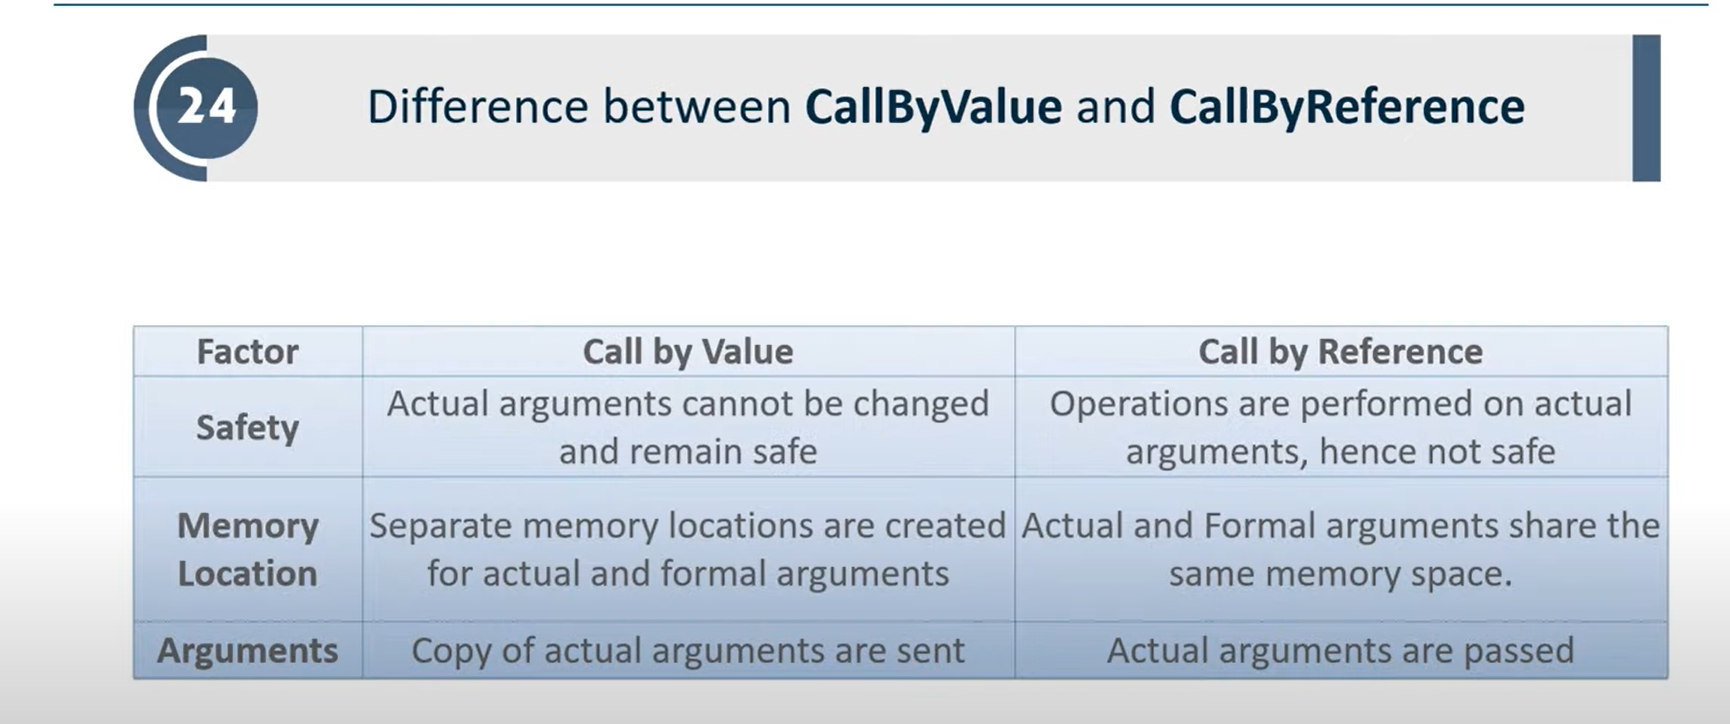 24
Difference between CallByValue and CallByReference
Factor
Call by Value
Call by Reference
Safety
Actual arguments cannot be changed
and remain safe
Operations are performed on actual
arguments, hence not safe
Memory
Location
Separate memory locations are created
for actual and formal arguments
Actual and Formal arguments share the
same memory space.
Arguments
Copy of actual arguments are sent
Actual arguments are passed